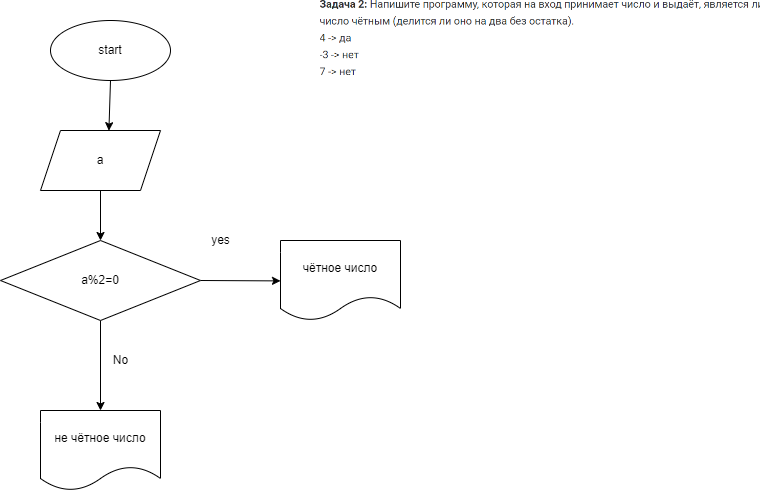 Задача 2: Напишите программу, которая на вход принимает число и выдаёт, является ли
число чётным (делится ли оно на два без остатка).
4 -> да
-3 -> нет
7 -> нет
start
a
a%2=0
yes
чётное число
No
не чётное число